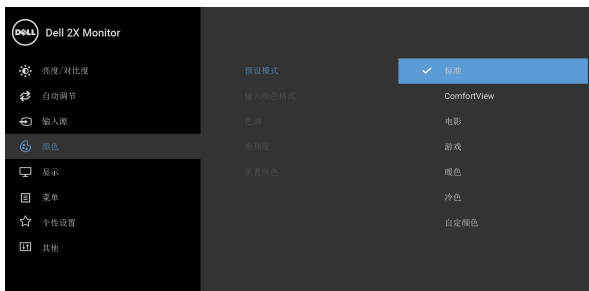 DELL
Dell 2X Monitor
亮度/对比度
自动调节
输入源
颜色
显示
菜单
个性设置
其他
预设模式
输入颜色格式
色调
饱和度
重置颜色
标准
ComfortView
电影
游戏
暖色
冷色
自定颜色